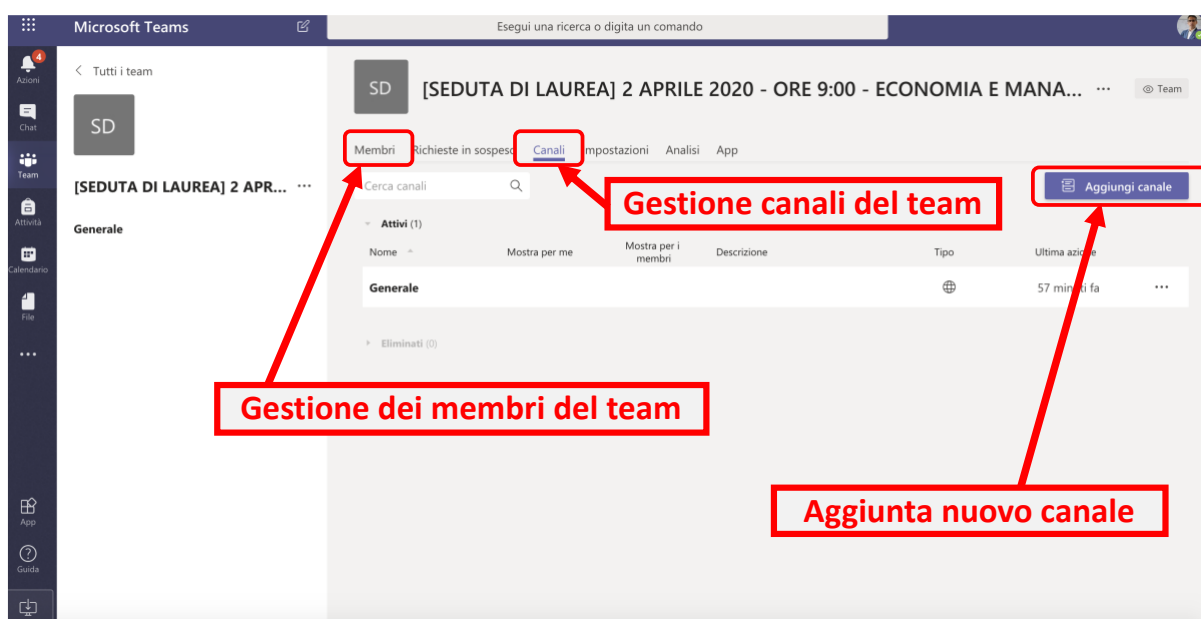 Microsoft Teams
Esegui una ricerca o digita un comando
4
Azioni
Chat
Team
Attività
Calendario
File
App
Guida
< Tutti i team
SD
[SEDUTA DI LAUREA] 2 APR... ...
Generale
SD
[SEDUTA DI LAUREA] 2 APRILE 2020 - ORE 9:00 - ECONOMIA E MANA... ...
Team
Membri Richieste in sospeso Canali Impostazioni Analisi App
Cerca canali
Aggiungi canale
Gestione canali del team
Attivi (1)
Nome Mostra per me Mostra per i membri Descrizione Tipo Ultima azione
Generale 57 minuti fa ...
Eliminati (0)
Gestione dei membri del team
Aggiunta nuovo canale